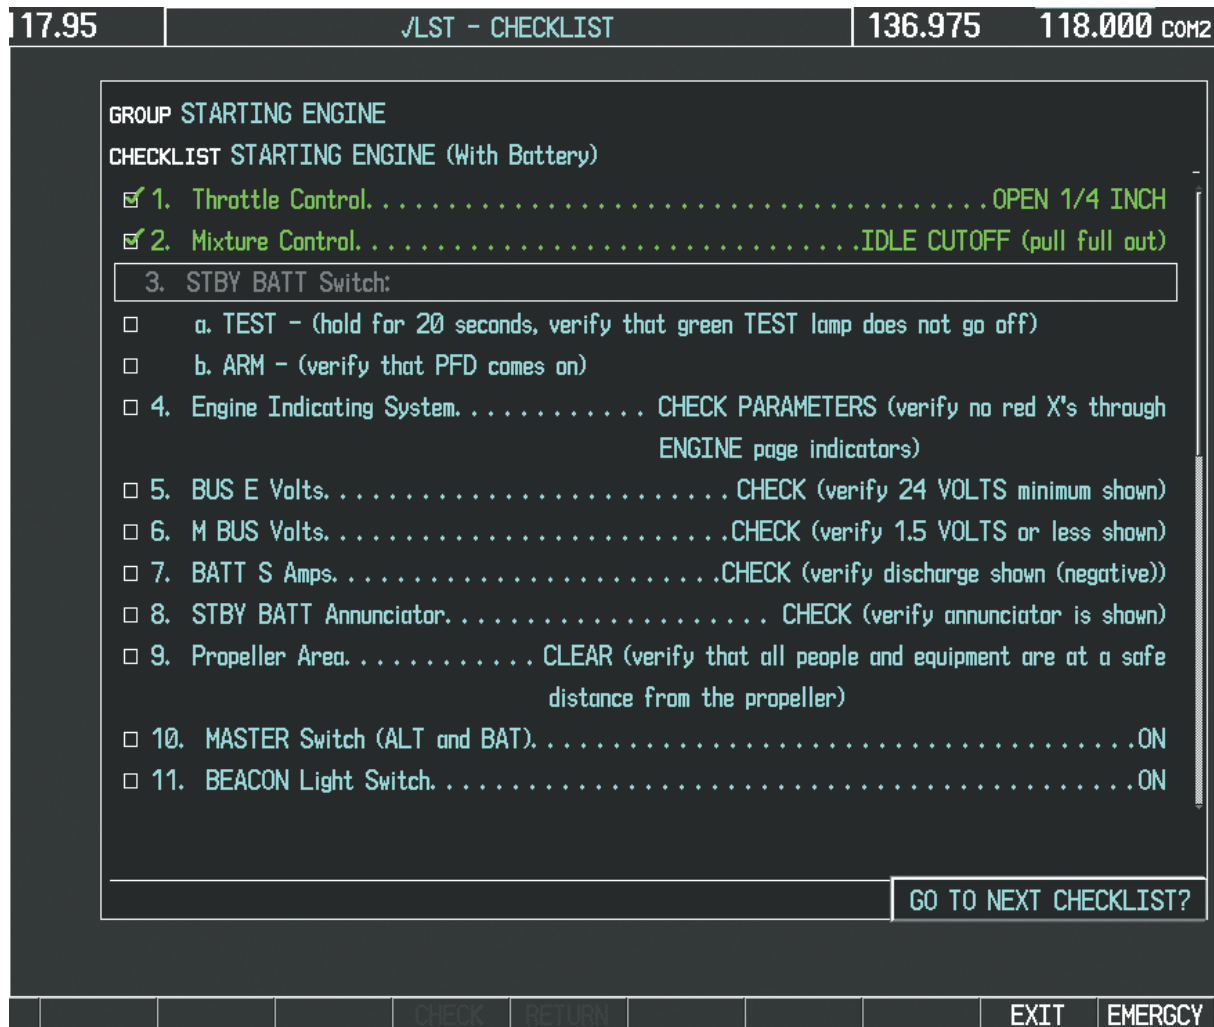 17.95 √LST - CHECKLIST 136.975 118.000 COM2
GROUP STARTING ENGINE
CHECKLIST STARTING ENGINE (With Battery)
1. Throttle Control. . . . . . . . . . . . . . . . . . . . . . . . . . . . . . . . . . . . . . . OPEN 1/4 INCH
2. Mixture Control. . . . . . . . . . . . . . . . . . . . . . . . . . . . . . . .IDLE CUTOFF (pull full out)
3. STBY BATT Switch:
a. TEST - (hold for 20 seconds, verify that green TEST lamp does not go off)
b. ARM - (verify that PFD comes on)
4. Engine Indicating System. . . . . . . . . . . . CHECK PARAMETERS (verify no red X's through
ENGINE page indicators)
5. BUS E Volts. . . . . . . . . . . . . . . . . . . . . . . . . . CHECK (verify 24 VOLTS minimum shown)
6. M BUS Volts. . . . . . . . . . . . . . . . . . . . . . . . . .CHECK (verify 1.5 VOLTS or less shown)
7. BATT S Amps. . . . . . . . . . . . . . . . . . . . . . . . .CHECK (verify discharge shown (negative))
8. STBY BATT Annunciator. . . . . . . . . . . . . . . . . . . . . CHECK (verify annunciator is shown)
9. Propeller Area. . . . . . . . . . . . CLEAR (verify that all people and equipment are at a safe
distance from the propeller)
10. MASTER Switch (ALT and BAT). . . . . . . . . . . . . . . . . . . . . . . . . . . . . . . . . . . . . . .ON
11. BEACON Light Switch. . . . . . . . . . . . . . . . . . . . . . . . . . . . . . . . . . . . . . . . . . . . .ON
GO TO NEXT CHECKLIST?
CHECK RETURN EXIT EMERGCY